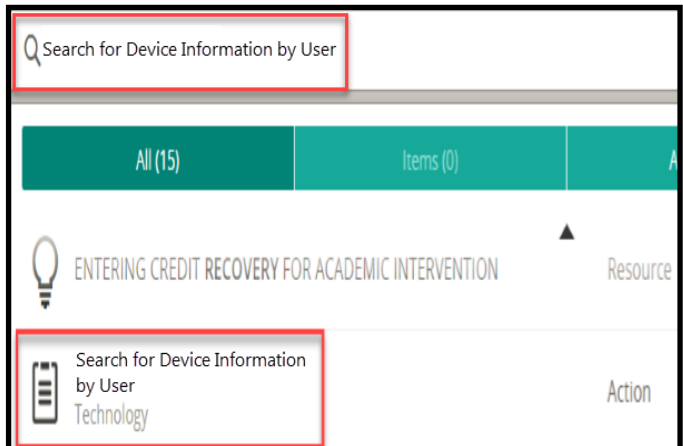 Search for Device Information by User
All (15)
Items (0)
A
ENTERING CREDIT RECOVERY FOR ACADEMIC INTERVENTION
Resource
Search for Device Information
by User
Technology
Action